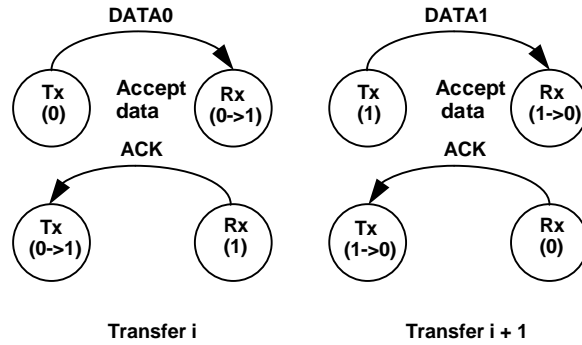 DATA0
Tx
(0)
Accept
data
Rx
(0->1)
ACK
Tx
(0->1)
Rx
(1)
Transfer i
DATA1
Tx
(1)
Accept
data
Rx
(1->0)
ACK
Tx
(1->0)
Rx
(0)
Transfer i + 1